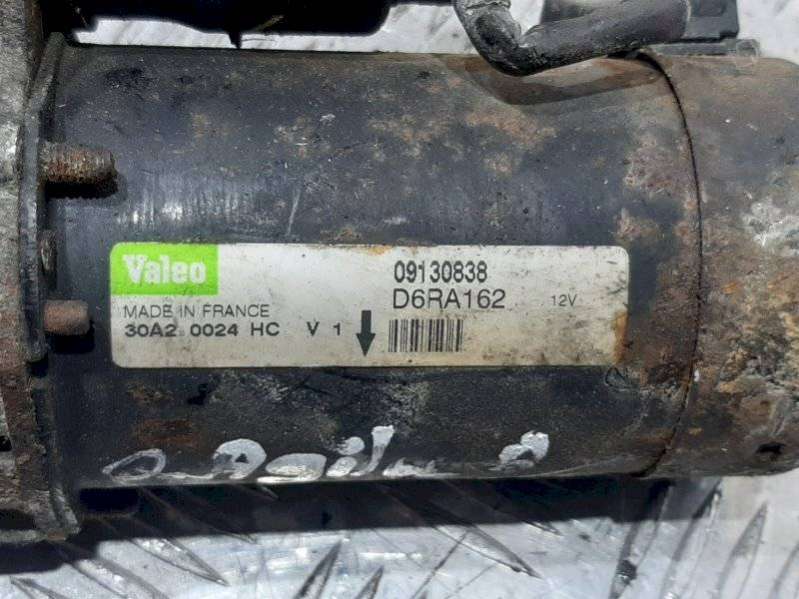 Valeo
09130838
MADE IN FRANCE
D6RA162 12V
30A2 0024 HC V 1